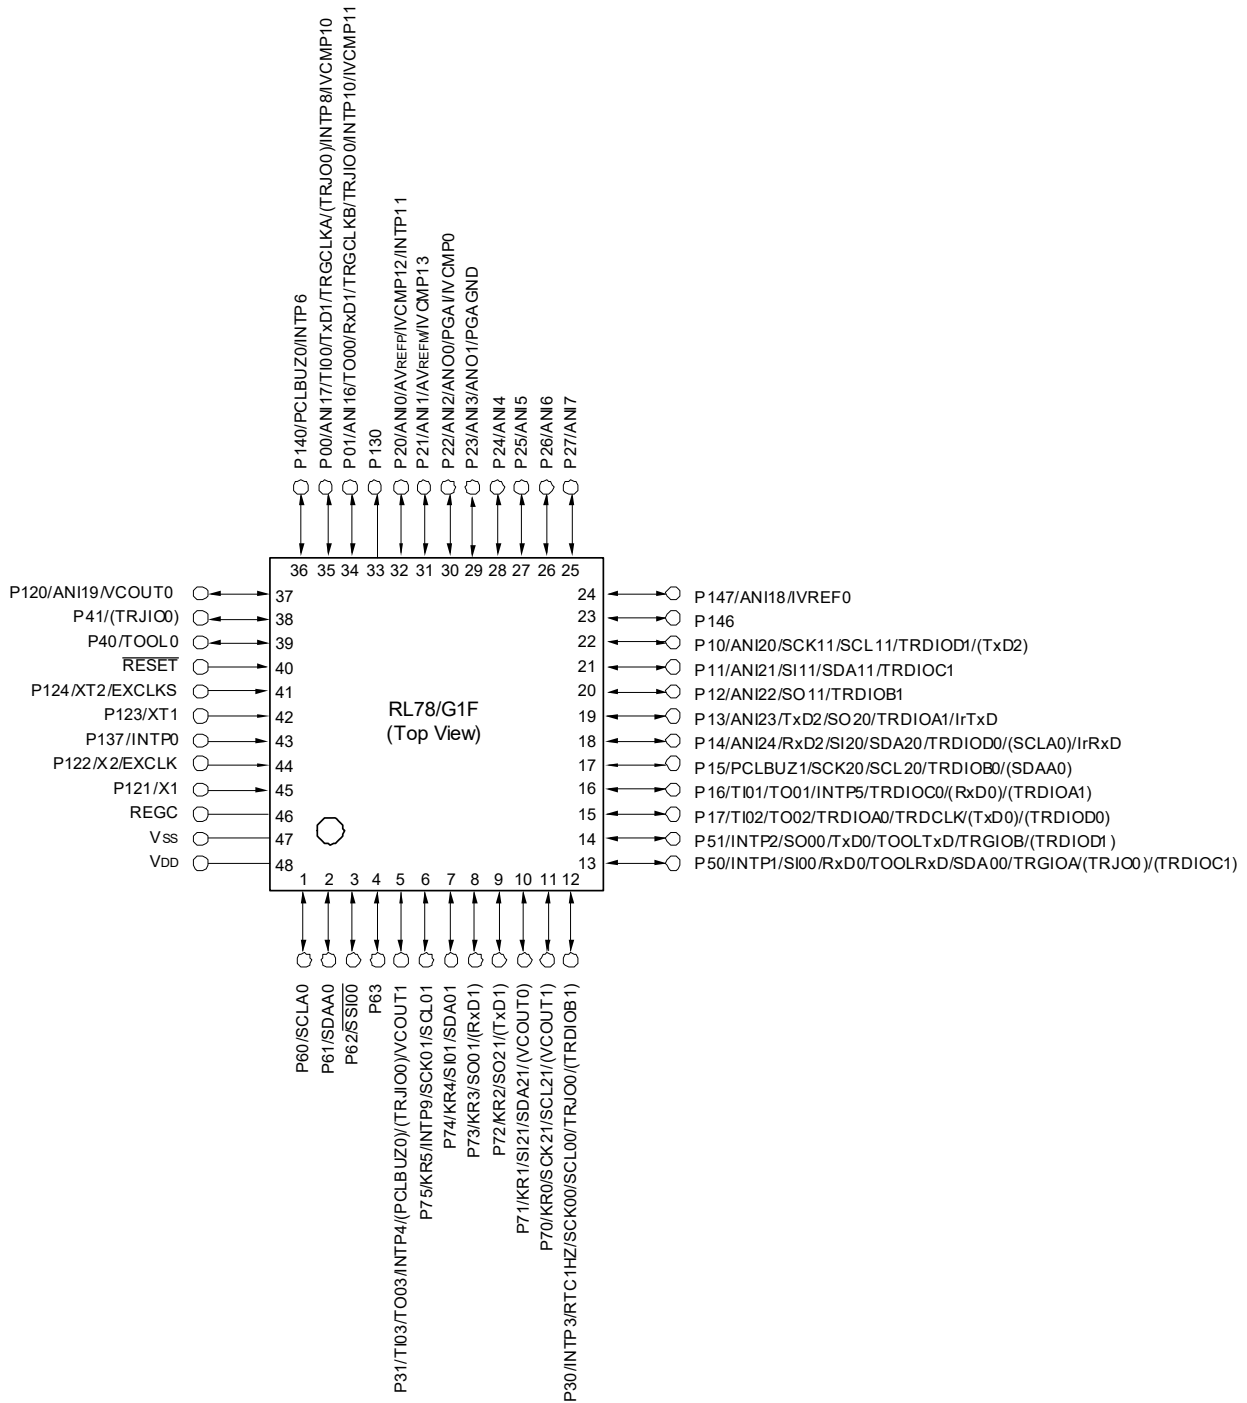 P140/PCLBUZ0/INTP6
P00/ANI17/TI00/TxD1/TRGCLKA/(TRJO0)/INTP8/IVCMP10
P01/ANI16/TO00/RxD1/TRGCLKB/TRJIO0/INTP10/IVCMP11
P130
P20/ANI0/AVREFP/IVCMP12/INTP11
P21/ANI1/AVREFM/IVCMP13
P22/ANI2/ANO0/PGAI/IVCMP0
P23/ANI3/ANO1/PGAGND
P24/ANI4
P25/ANI5
P26/ANI6
P27/ANI7
36 35 34 33 32 31 30 29 28 27 26 25
P120/ANI19/VCOUT0 37
P41/(TRJIO0) 38
P40/TOOL0 39
RESET 40
P124/XT2/EXCLKS 41
P123/XT1 42
P137/INTP0 43
P122/X2/EXCLK 44
P121/X1 45
REGC 46
VSS 47
VDD 48
RL78/G1F
(Top View)
24 P147/ANI18/IVREF0
23 P146
22 P10/ANI20/SCK11/SCL11/TRDIOD1/(TxD2)
21 P11/ANI21/SI11/SDA11/TRDIOC1
20 P12/ANI22/SO11/TRDIOB1
19 P13/ANI23/TxD2/SO20/TRDIOA1/IrTxD
18 P14/ANI24/RxD2/SI20/SDA20/TRDIOD0/(SCLA0)/IrRxD
17 P15/PCLBUZ1/SCK20/SCL20/TRDIOB0/(SDAA0)
16 P16/TI01/TO01/INTP5/TRDIOC0/(RxD0)/(TRDIOA1)
15 P17/TI02/TO02/TRDIOA0/TRDCLK/(TxD0)/(TRDIOD0)
14 P51/INTP2/SO00/TxD0/TOOLTxD/TRGIOB/(TRDIOD1)
13 P50/INTP1/SI00/RxD0/TOOLRxD/SDA00/TRGIOA/(TRJO0)/(TRDIOC1)
1 2 3 4 5 6 7 8 9 10 11 12
P60/SCLA0
P61/SDAA0
P62/SSI00
P63
P31/TI03/TO03/INTP4/(PCLBUZ0)/(TRJIO0)/VCOUT1
P75/KR5/INTP9/SCK01/SCL01
P74/KR4/SI01/SDA01
P73/KR3/SO01/(RxD1)
P72/KR2/SO21/(TxD1)
P71/KR1/SI21/SDA21/(VCOUT0)
P70/KR0/SCK21/SCL21/(VCOUT1)
P30/INTP3/RTC1HZ/SCK00/SCL00/TRJO0/(TRDIOB1)